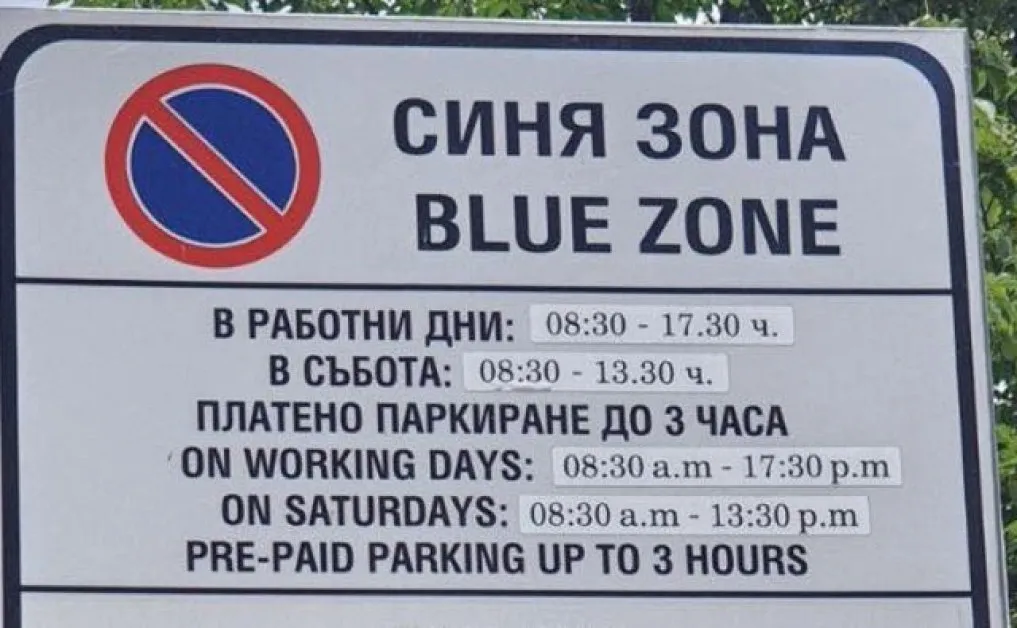 СИНЯ ЗОНА
BLUE ZONE
В РАБОТНИ ДНИ: 08:30 - 17.30 ч.
В СЪБОТА: 08:30 - 13.30 ч.
ПЛАТЕНО ПАРКИРАНЕ ДО 3 ЧАСА
ON WORKING DAYS: 08:30 a.m - 17:30 p.m
ON SATURDAYS: 08:30 a.m - 13:30 p.m
PRE-PAID PARKING UP TO 3 HOURS